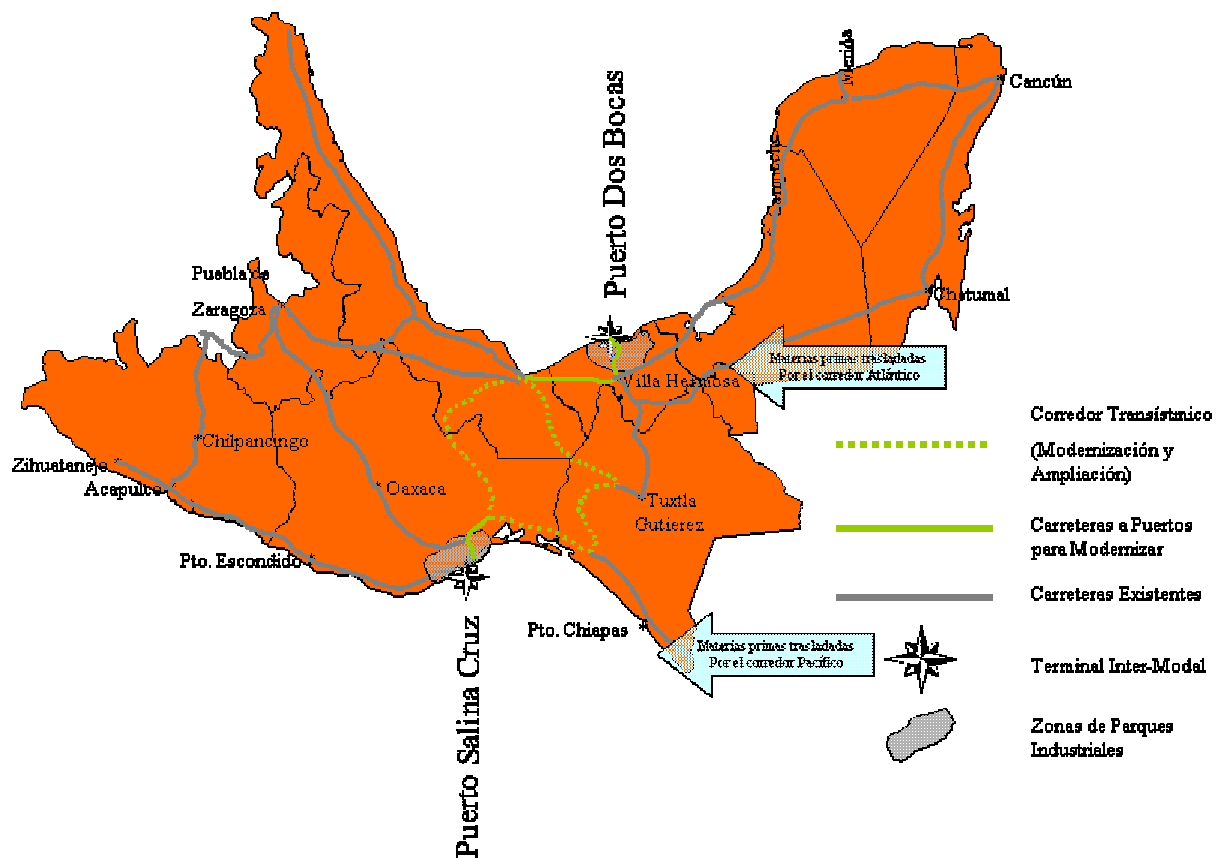 Mérida
Cancún
Campeche
Puerto Dos Bocas
Puebla de
Zaragoza
Chetumal
Materias primas trasladadas
Por el corredor Atlántico
Villa Hermosa
Corredor Transístmico
(Modernización y
Ampliación)
Chilpancingo
Zihuatanejo
Acapulco
Oaxaca
Tuxtla
Gutierez
Carreteras a Puertos
para Modernizar
Pto. Escondido
Carreteras Existentes
Pto. Chiapas
Materias primas trasladadas
Por el corredor Pacífico
Terminal Inter-Modal
Puerto Salina Cruz
Zonas de Parques
Industriales